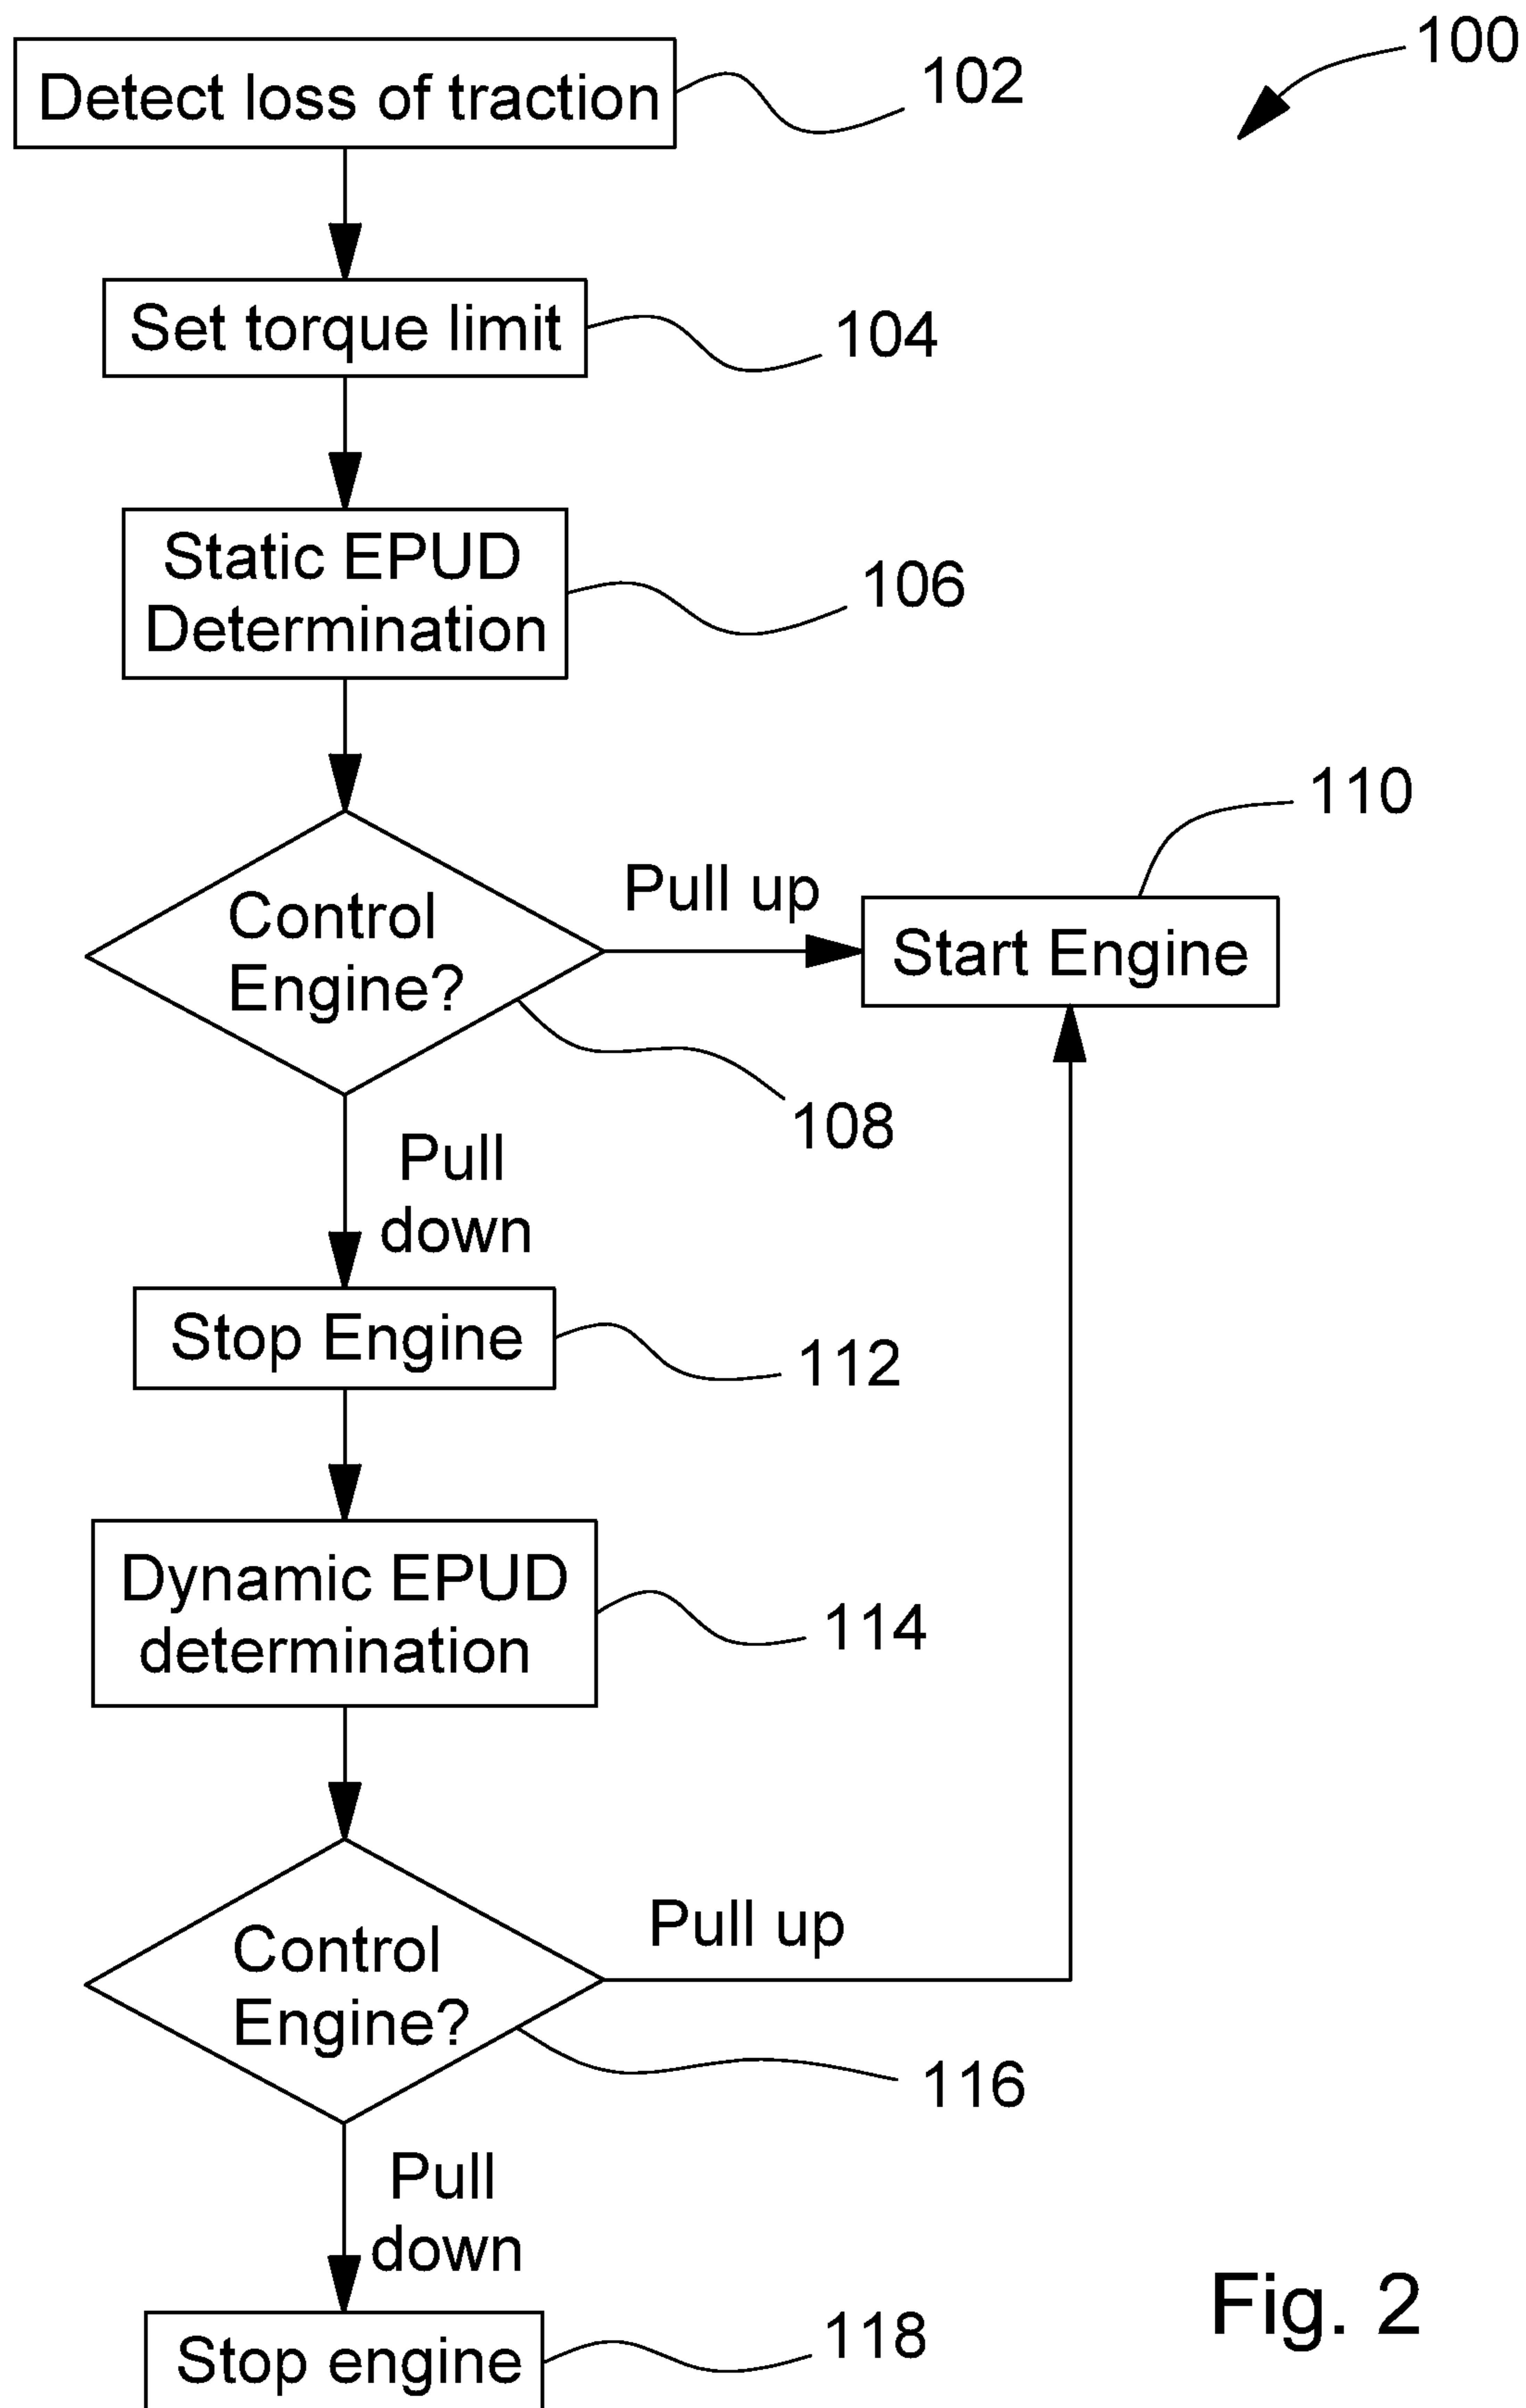 100
Detect loss of traction
102
Set torque limit
104
Static EPUD
Determination
106
110
Control
Engine?
Pull up
Start Engine
108
Pull
down
Stop Engine
112
Dynamic EPUD
determination
114
Control
Engine?
Pull up
116
Pull
down
Stop engine
118
Fig. 2